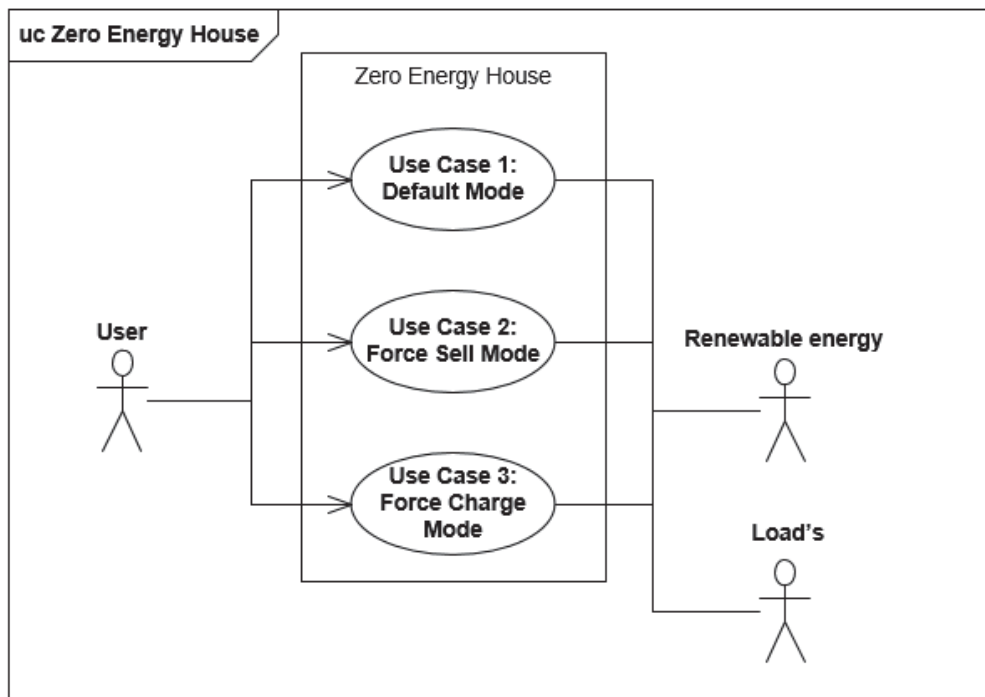 uc Zero Energy House
Zero Energy House
Use Case 1:
Default Mode
Use Case 2:
Force Sell Mode
Use Case 3:
Force Charge
Mode
User
Renewable energy
Load's